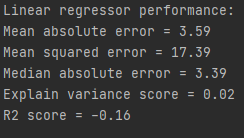 Linear regressor performance:
Mean absolute error = 3.59
Mean squared error = 17.39
Median absolute error = 3.39
Explain variance score = 0.02
R2 score = -0.16